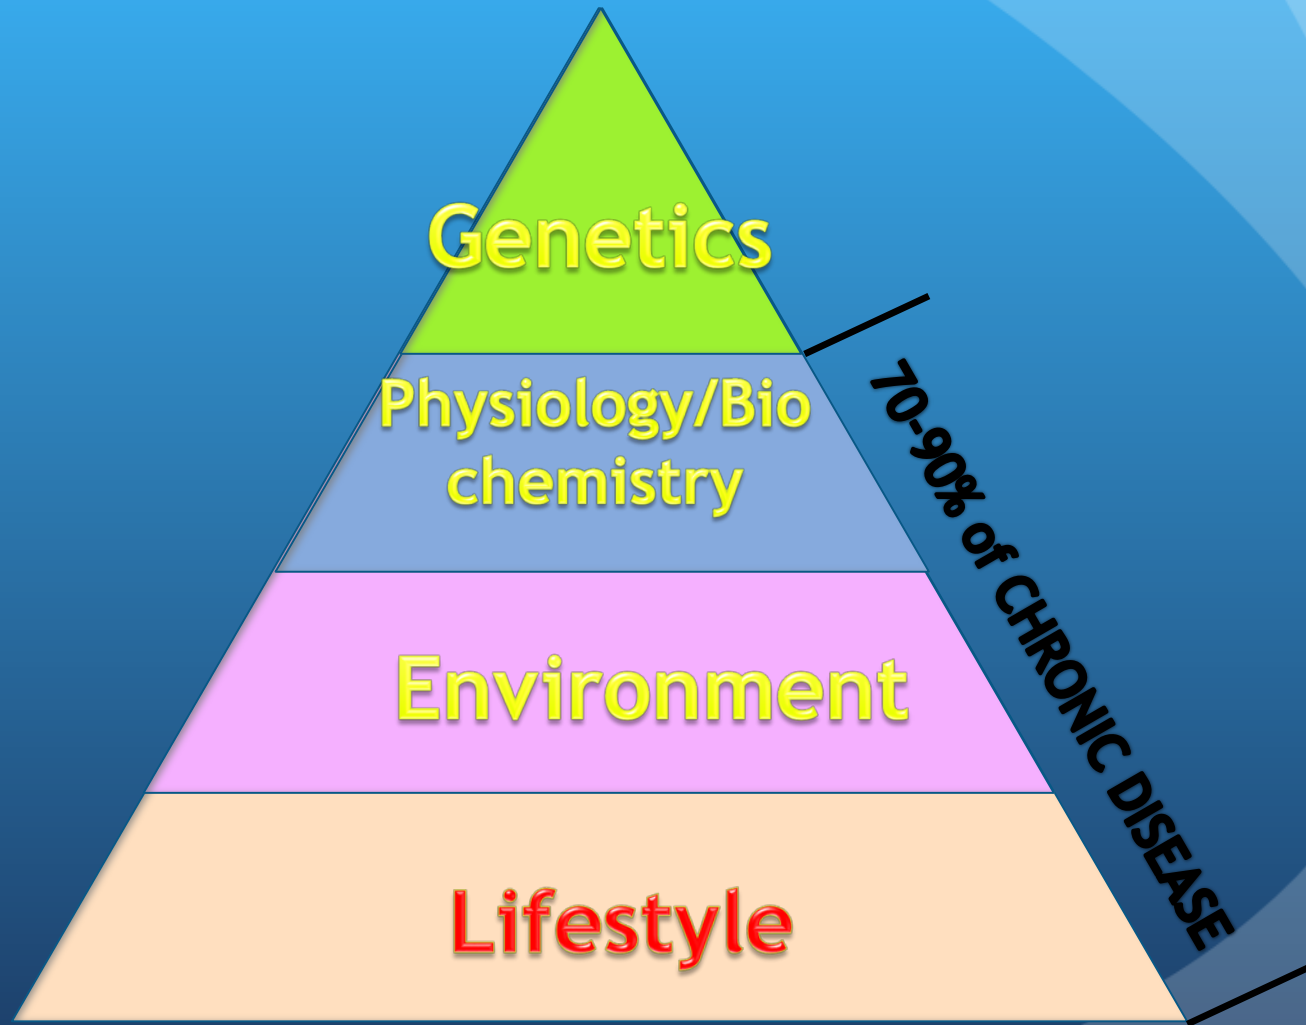 Genetics
Physiology/Bio
chemistry
70-90% of CHRONIC DISEASE
Environment
Lifestyle